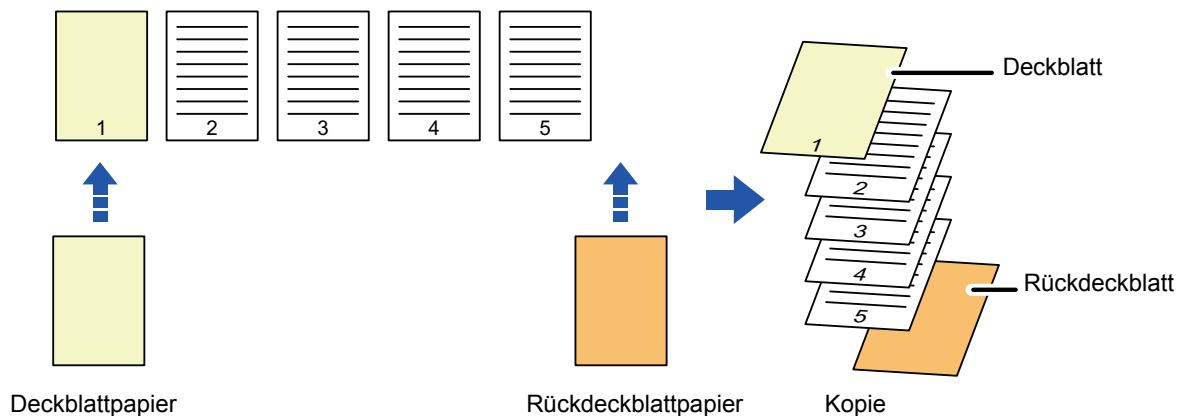 1 2 3 4 5
Deckblattpapier
Rückdeckblattpapier
Deckblatt
1
2
3
4
5
Rückdeckblatt
Kopie